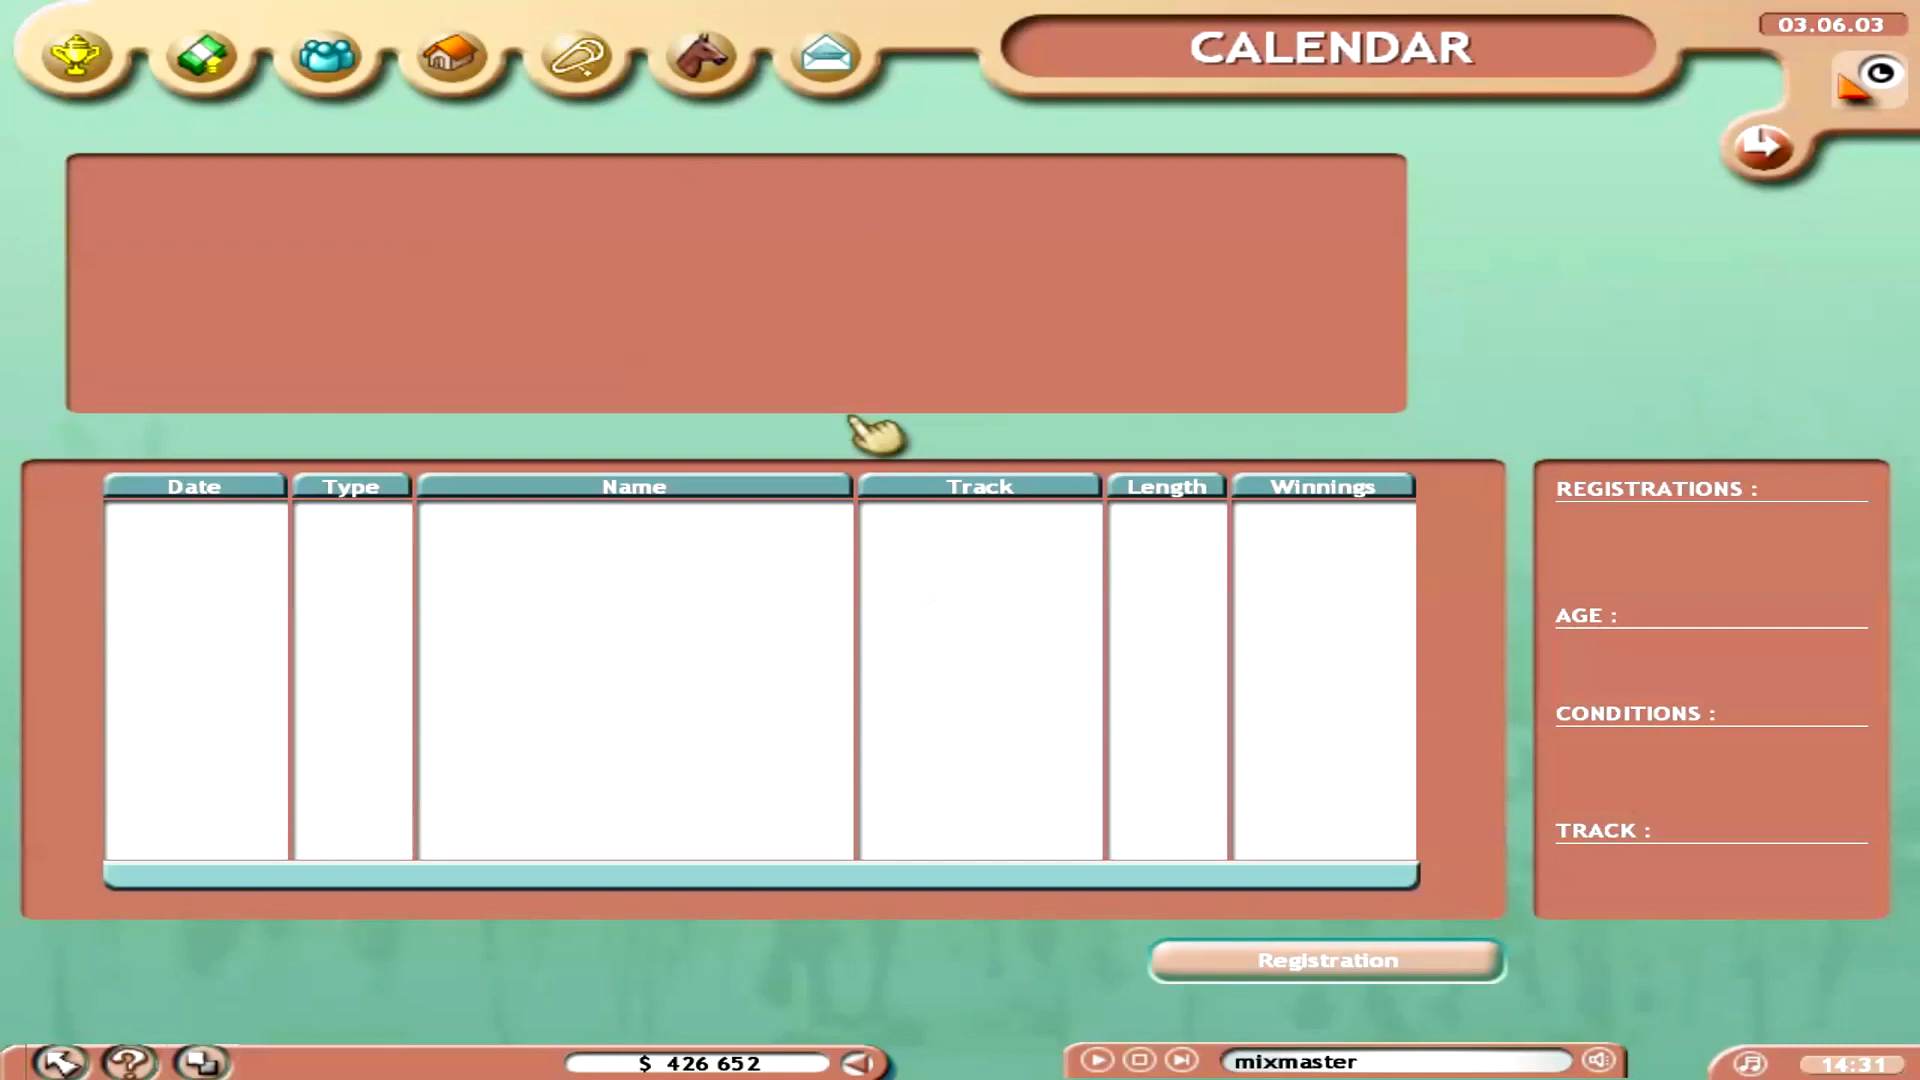 CALENDAR
03.06.03
Date Type Name Track Length Winnings
REGISTRATIONS :
AGE :
CONDITIONS :
TRACK :
Registration
$ 426 652
mixmaster
14:31